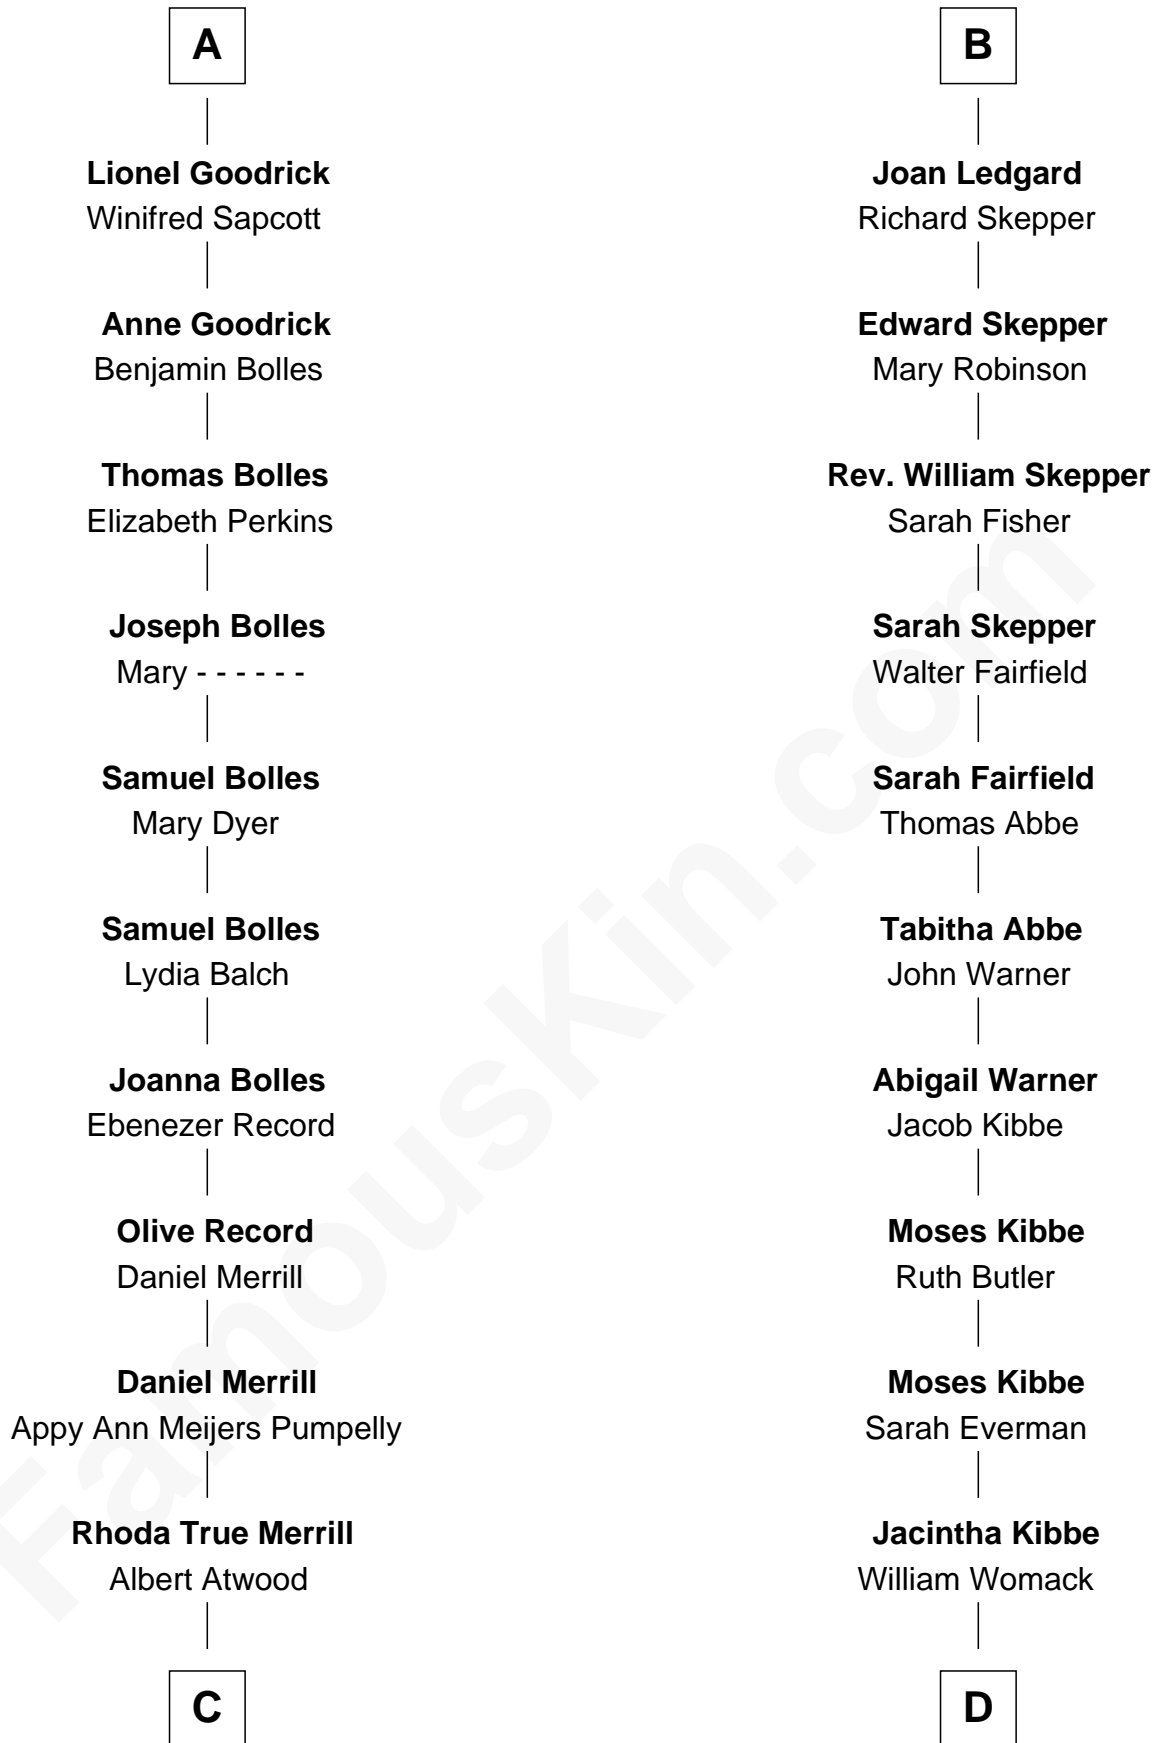 A
Lionel Goodrick
Winifred Sapcott
Anne Goodrick
Benjamin Bolles
Thomas Bolles
Elizabeth Perkins
Joseph Bolles
Mary - - - - - -
Samuel Bolles
Mary Dyer
Samuel Bolles
Lydia Balch
Joanna Bolles
Ebenezer Record
Olive Record
Daniel Merrill
Daniel Merrill
Appy Ann Meijers Pumpelly
Rhoda True Merrill
Albert Atwood
C
B
Joan Ledgard
Richard Skepper
Edward Skepper
Mary Robinson
Rev. William Skepper
Sarah Fisher
Sarah Skepper
Walter Fairfield
Sarah Fairfield
Thomas Abbe
Tabitha Abbe
John Warner
Abigail Warner
Jacob Kibbe
Moses Kibbe
Ruth Butler
Moses Kibbe
Sarah Everman
Jacintha Kibbe
William Womack
D
FamousKin.com